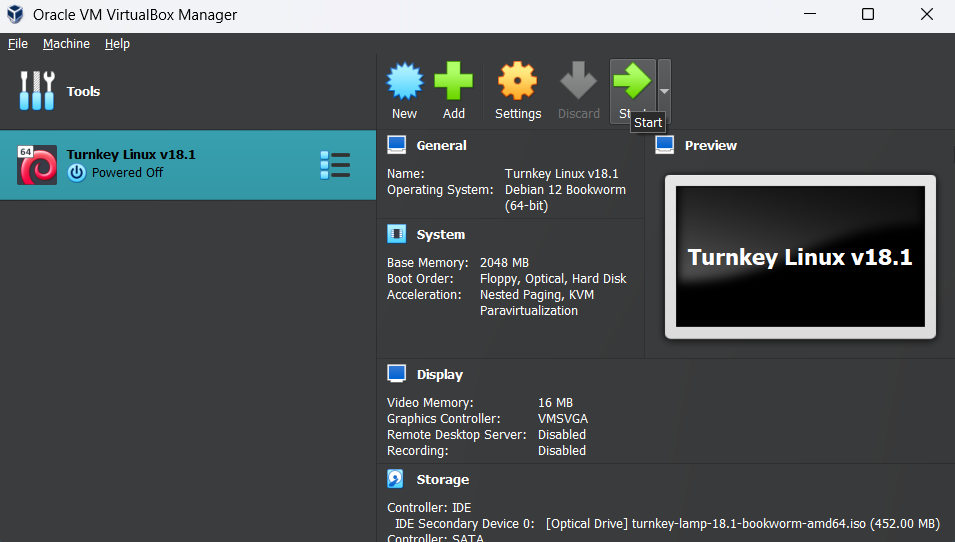 Oracle VM VirtualBox Manager
File Machine Help
Tools
New Add Settings Discard
Start
64
Turnkey Linux v18.1
Powered Off
General
Name: Turnkey Linux v18.1
Operating System: Debian 12 Bookworm
(64-bit)
System
Base Memory: 2048 MB
Boot Order: Floppy, Optical, Hard Disk
Acceleration: Nested Paging, KVM
Paravirtualization
Preview
Turnkey Linux v18.1
Display
Video Memory: 16 MB
Graphics Controller: VMSVGA
Remote Desktop Server: Disabled
Recording: Disabled
Storage
Controller: IDE
IDE Secondary Device 0: [Optical Drive] turnkey-lamp-18.1-bookworm-amd64.iso (452.00 MB)
Controller: SATA